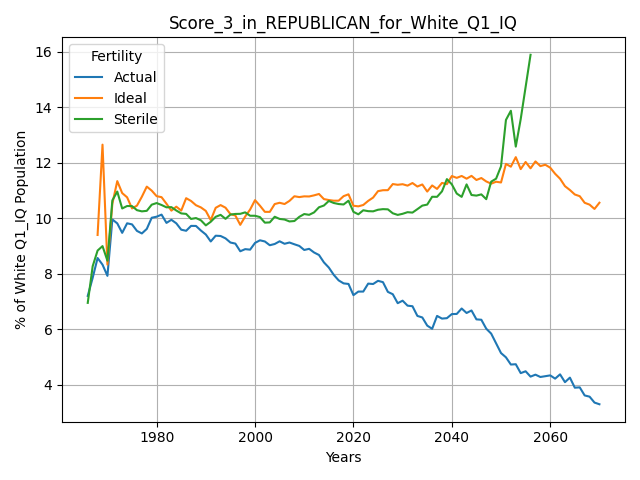 Score_3_in_REPUBLICAN_for_White_Q1_IQ
% of White Q1_IQ Population
16
14
12
10
8
6
4
Fertility
Actual
Ideal
Sterile
1980
2000
2020
2040
2060
Years